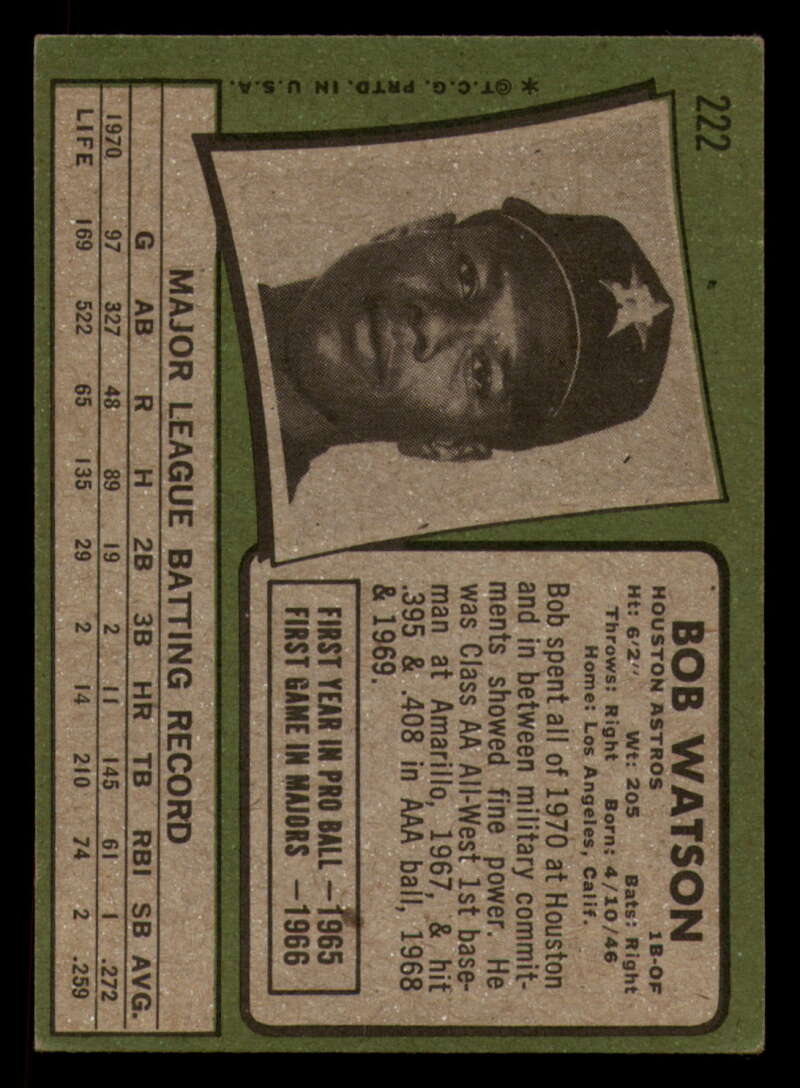 222
BOB WATSON
HOUSTON ASTROS 1B-OF
Ht: 6'2" Wt: 205 Bats: Right
Throws: Right Born: 4/10/46
Home: Los Angeles, Calif.
Bob spent all of 1970 at Houston
and in between military commit-
ments showed fine power. He
was Class AA All-West 1st base-
man at Amarillo, 1967, & hit
.395 & .408 in AAA ball, 1968
& 1969.
FIRST YEAR IN PRO BALL —1965
FIRST GAME IN MAJORS —1966
MAJOR LEAGUE BATTING RECORD
G AB R H 2B 3B HR TB RBI SB AVG.
1970 97 327 48 89 19 2 11 145 61 1 .272
LIFE 169 522 65 135 29 2 14 210 74 2 .259
*©T.C.G. PRTD. IN U.S.A.